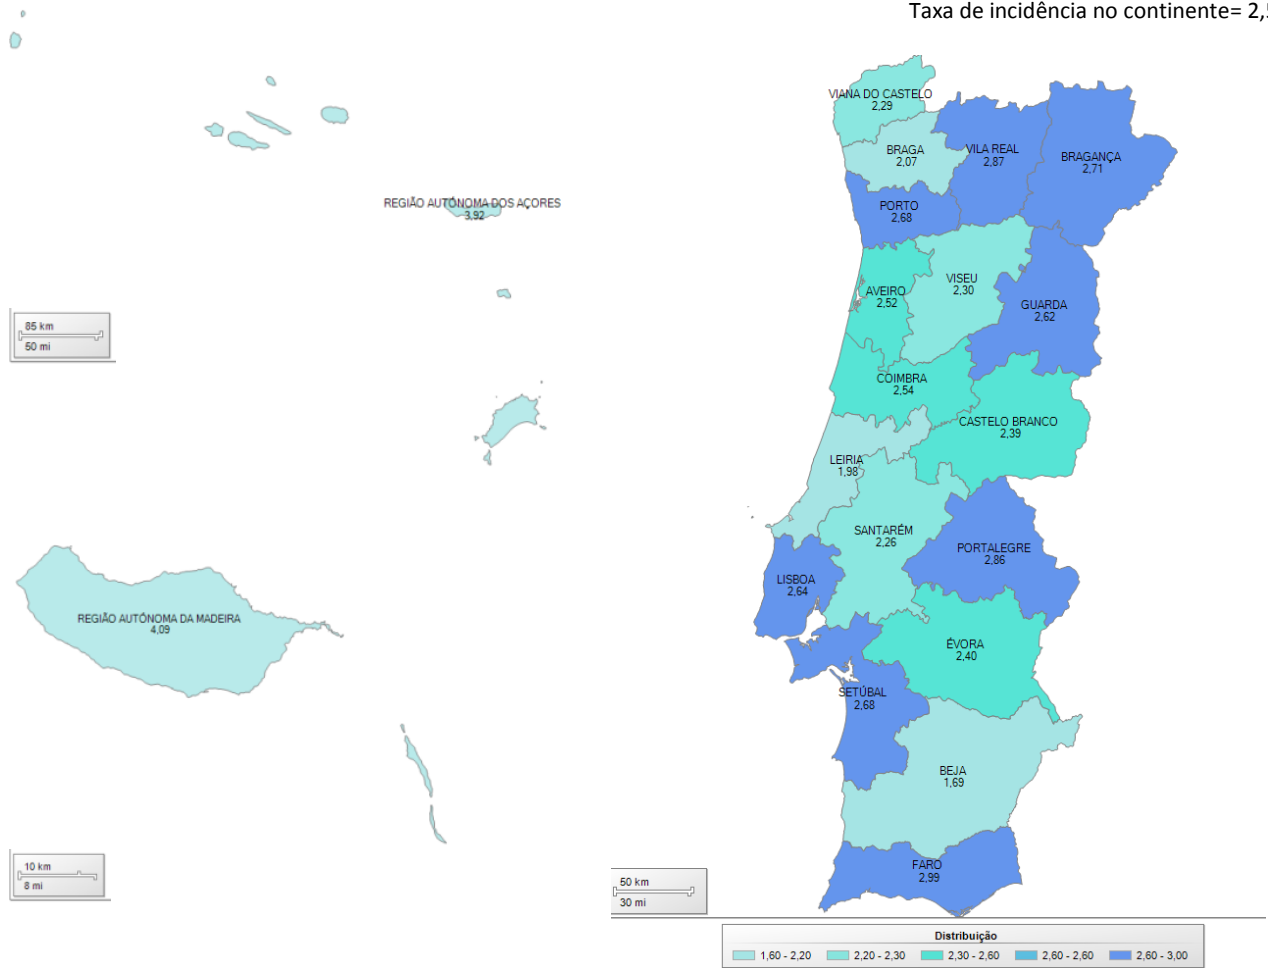 Taxa de incidência no continente= 2,5
VIANA DO CASTELO
2,29
BRAGA
2,07
VILA REAL
2,87
BRAGANÇA
2,71
REGIÃO AUTÓNOMA DOS AÇORES
3,92
PORTO
2,68
VISEU
2,30
AVEIRO
2,52
GUARDA
2,62
85 km
50 mi
COIMBRA
2,54
CASTELO BRANCO
2,39
LEIRIA
1,98
SANTARÉM
2,26
PORTALEGRE
2,86
LISBOA
2,64
REGIÃO AUTÓNOMA DA MADEIRA
4,09
ÉVORA
2,40
SETÚBAL
2,68
BEJA
1,69
FARO
2,99
10 km
8 mi
50 km
30 mi
Distribuição
1,60 - 2,20 2,20 - 2,30 2,30 - 2,60 2,60 - 2,60 2,60 - 3,00